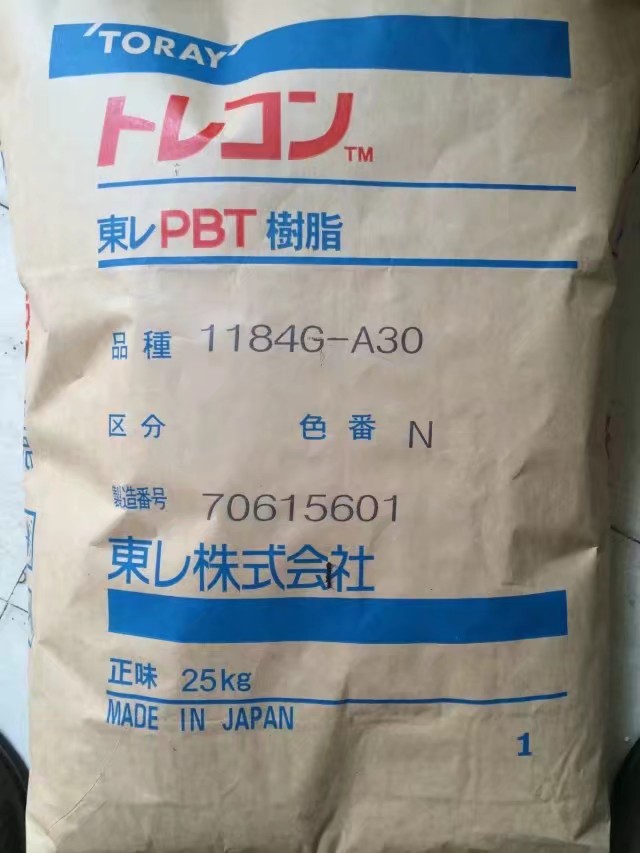 'TORAY'
トレコン™
東レPBT樹脂
品種 1184G-A30
区分 色番 N
製造番号 70615601
東レ株式会社
正味 25kg
MADE IN JAPAN
1